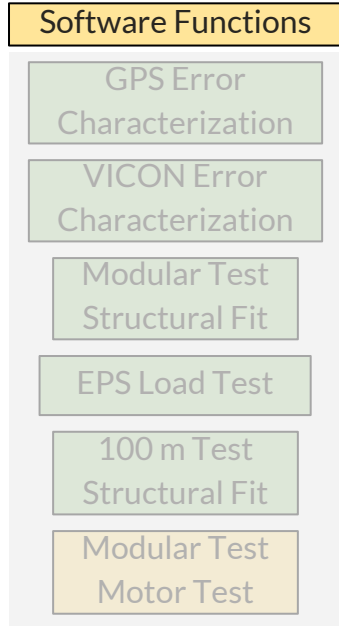 Software Functions
GPS Error
Characterization
VICON Error
Characterization
Modular Test
Structural Fit
EPS Load Test
100 m Test
Structural Fit
Modular Test
Motor Test